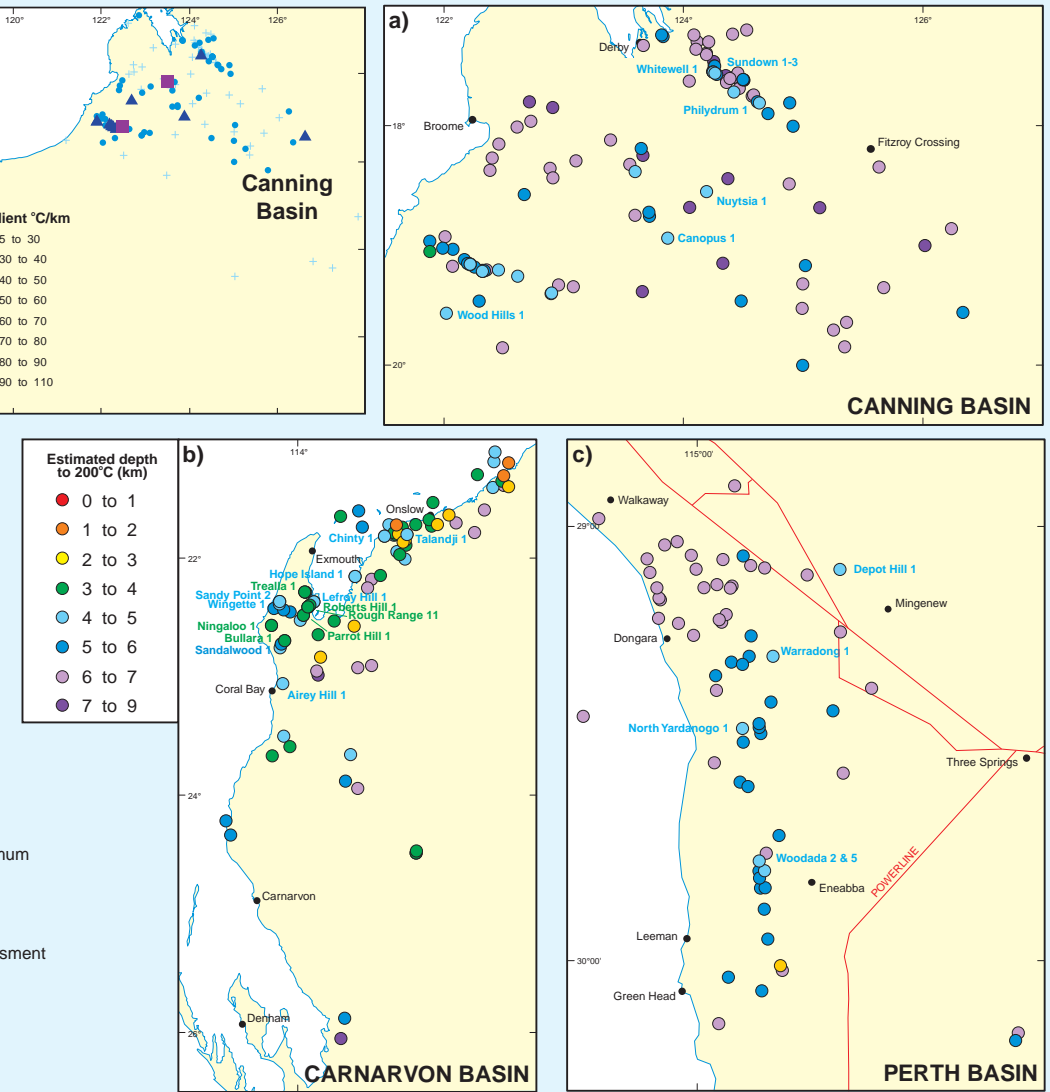 120°
122°
124°
126°
Canning
Basin
lient °C/km
5 to 30
30 to 40
40 to 50
50 to 60
60 to 70
70 to 80
80 to 90
90 to 110
a)
122°
124°
126°
Derby
Whitewell 1
Sundown 1-3
Philydrum 1
Broome
18°
Fitzroy Crossing
Nuytsia 1
Canopus 1
Wood Hills 1
20°
CANNING BASIN
Estimated depth
to 200°C (km)
0 to 1
1 to 2
2 to 3
3 to 4
4 to 5
5 to 6
6 to 7
7 to 9
num
sment
b)
114°
Onslow
Chinty 1
Talandji 1
22°
Exmouth
Hope Island 1
Trealla 1
Sandy Point 2
Lefroy Hill 1
Wingette 1
Roberts Hill 1
Rough Range 11
Ningaloo 1
Parrot Hill 1
Bullara 1
Sandalwood 1
Coral Bay
Airey Hill 1
24°
Carnarvon
Denham
26°
CARNARVON BASIN
c)
115°00'
Walkaway
29°00'
Depot Hill 1
Mingenew
Dongara
Warradong 1
North Yardanogo 1
Three Springs
Woodada 2 & 5
Eneabba
POWERLINE
Leeman
30°00'
Green Head
PERTH BASIN